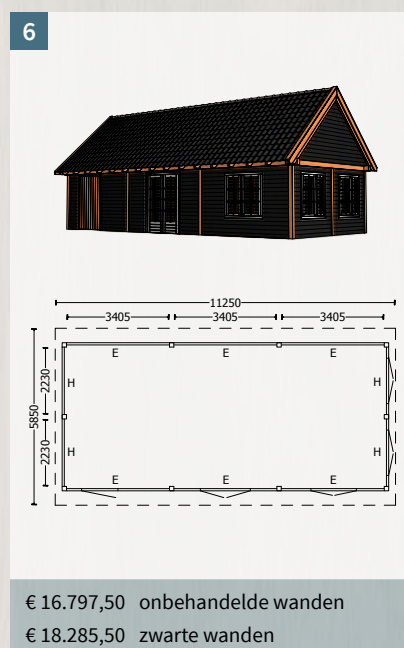 6
11250
3405 3405 3405
E E E
2230 H H
5850
2230 H H
E E E
€ 16.797,50 onbehandelde wanden
€ 18.285,50 zwarte wanden